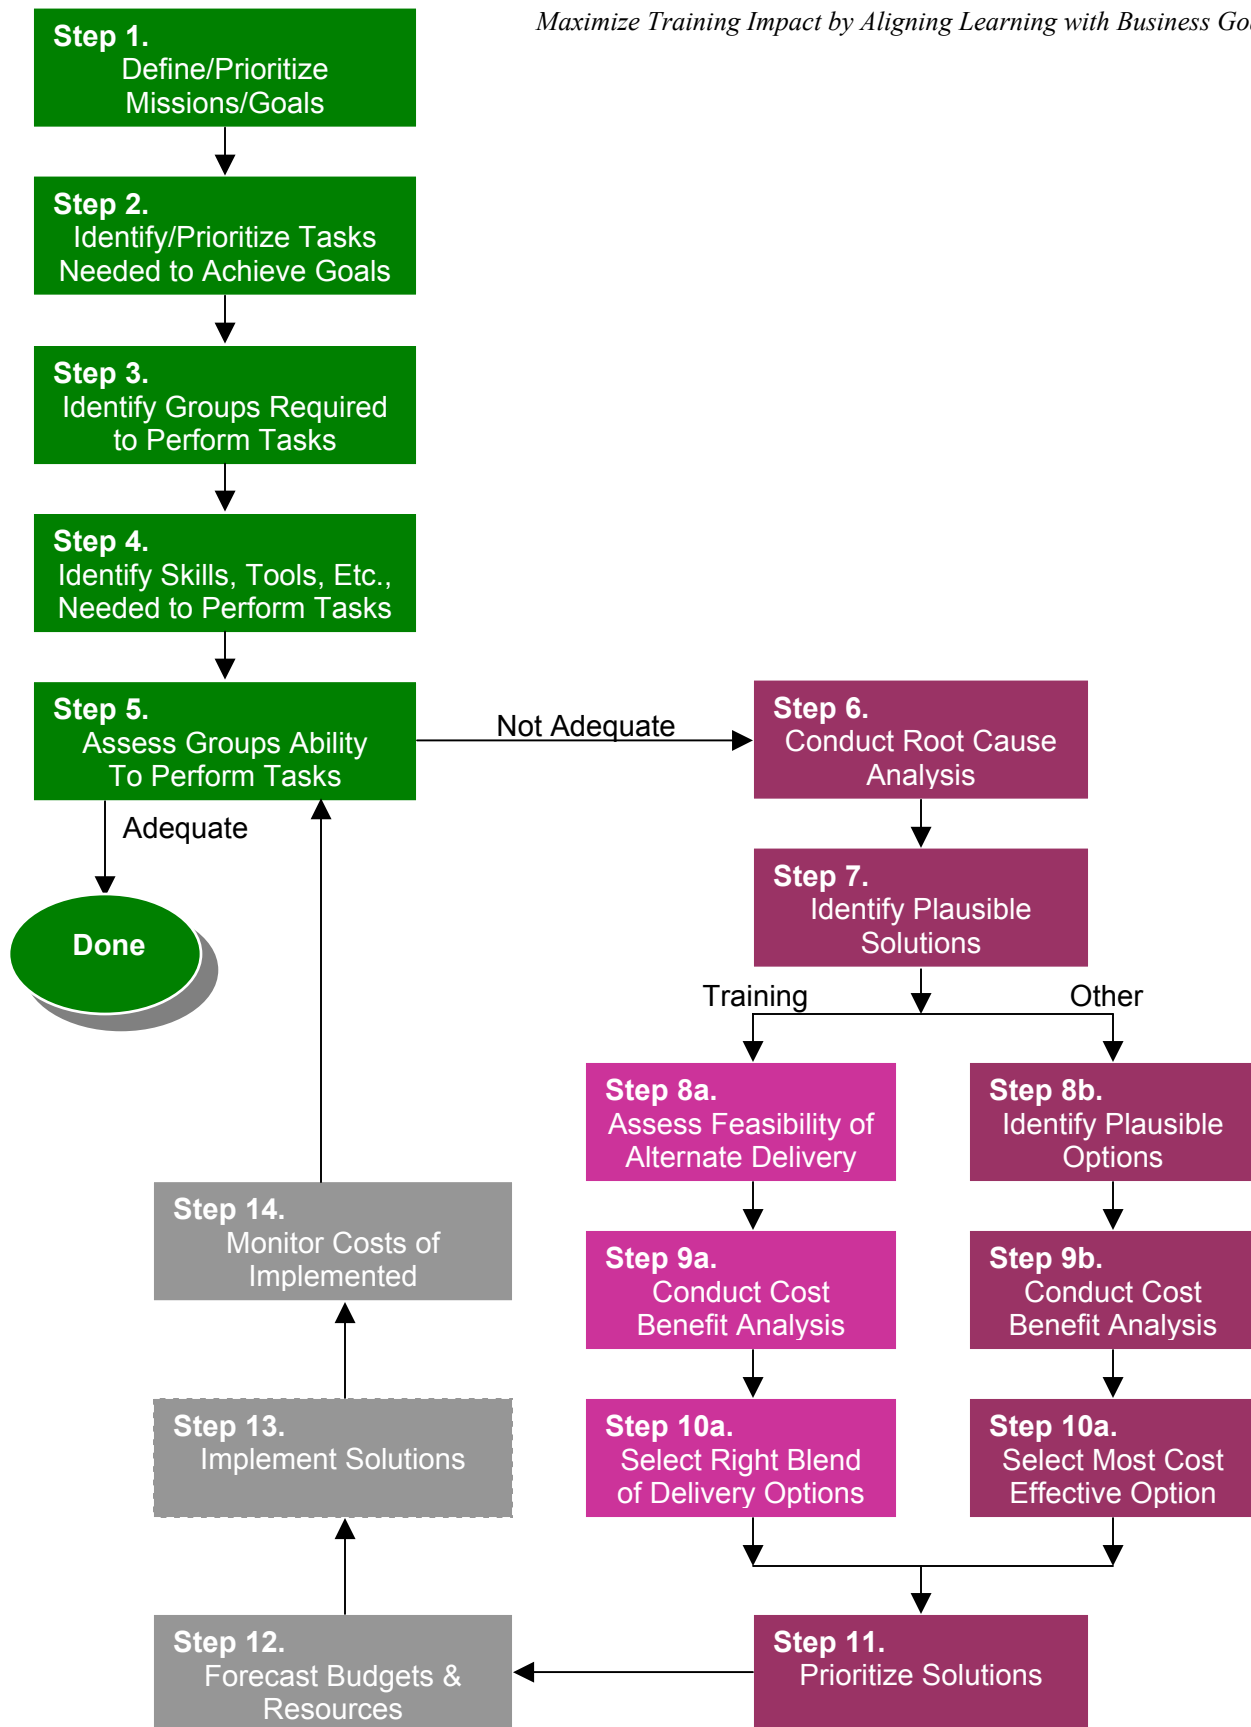 Maximize Training Impact by Aligning Learning with Business Go
Step 1.
Define/Prioritize
Missions/Goals
Step 2.
Identify/Prioritize Tasks
Needed to Achieve Goals
Step 3.
Identify Groups Required
to Perform Tasks
Step 4.
Identify Skills, Tools, Etc.,
Needed to Perform Tasks
Step 5.
Assess Groups Ability
To Perform Tasks
Not Adequate
Adequate
Done
Step 6.
Conduct Root Cause
Analysis
Step 7.
Identify Plausible
Solutions
Training
Other
Step 8a.
Assess Feasibility of
Alternate Delivery
Step 8b.
Identify Plausible
Options
Step 9a.
Conduct Cost
Benefit Analysis
Step 9b.
Conduct Cost
Benefit Analysis
Step 10a.
Select Right Blend
of Delivery Options
Step 10a.
Select Most Cost
Effective Option
Step 11.
Prioritize Solutions
Step 12.
Forecast Budgets &
Resources
Step 13.
Implement Solutions
Step 14.
Monitor Costs of
Implemented